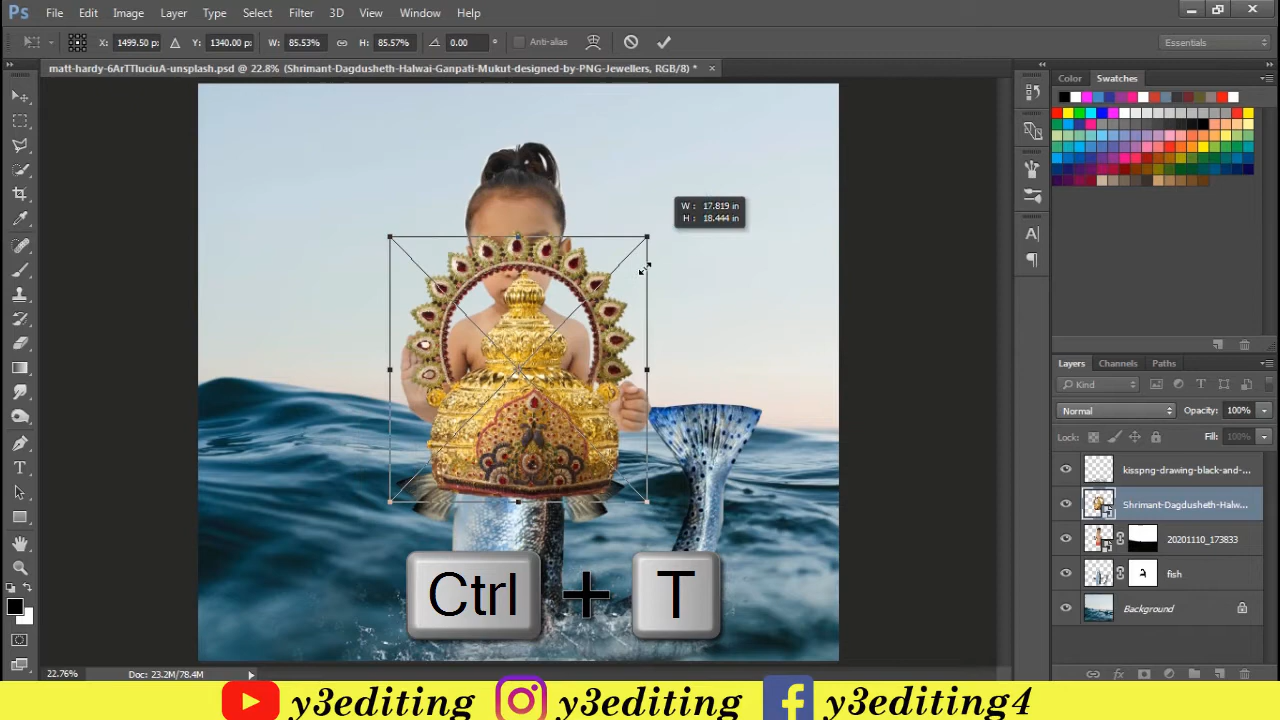 Ps File Edit Image Layer Type Select Filter 3D View Window Help
X: 1499.50 p: Y: 1340.00 p: W: 85.53% H: 85.57% 0.00 ° Anti-alias Essentials
matt-hardy-6ArTTluciuA-unsplash.psd @ 22.8% (Shrimant-Dagdusheth-Halwai-Ganpati-Mukut-designed-by-PNG-Jewellers, RGB/8) *
Color Swatches
W: 17.819 in
H: 18.444 in
Layers Channels Paths
Kind
Normal Opacity: 100%
Lock: Fill: 100%
kisspng-drawing-black-and-...
Shrimant-Dagdusheth-Halw...
20201110_173833
fish
Background
Ctrl + T
22.76% Doc: 23.2M/78.4M
y3editing y3editing y3editing4